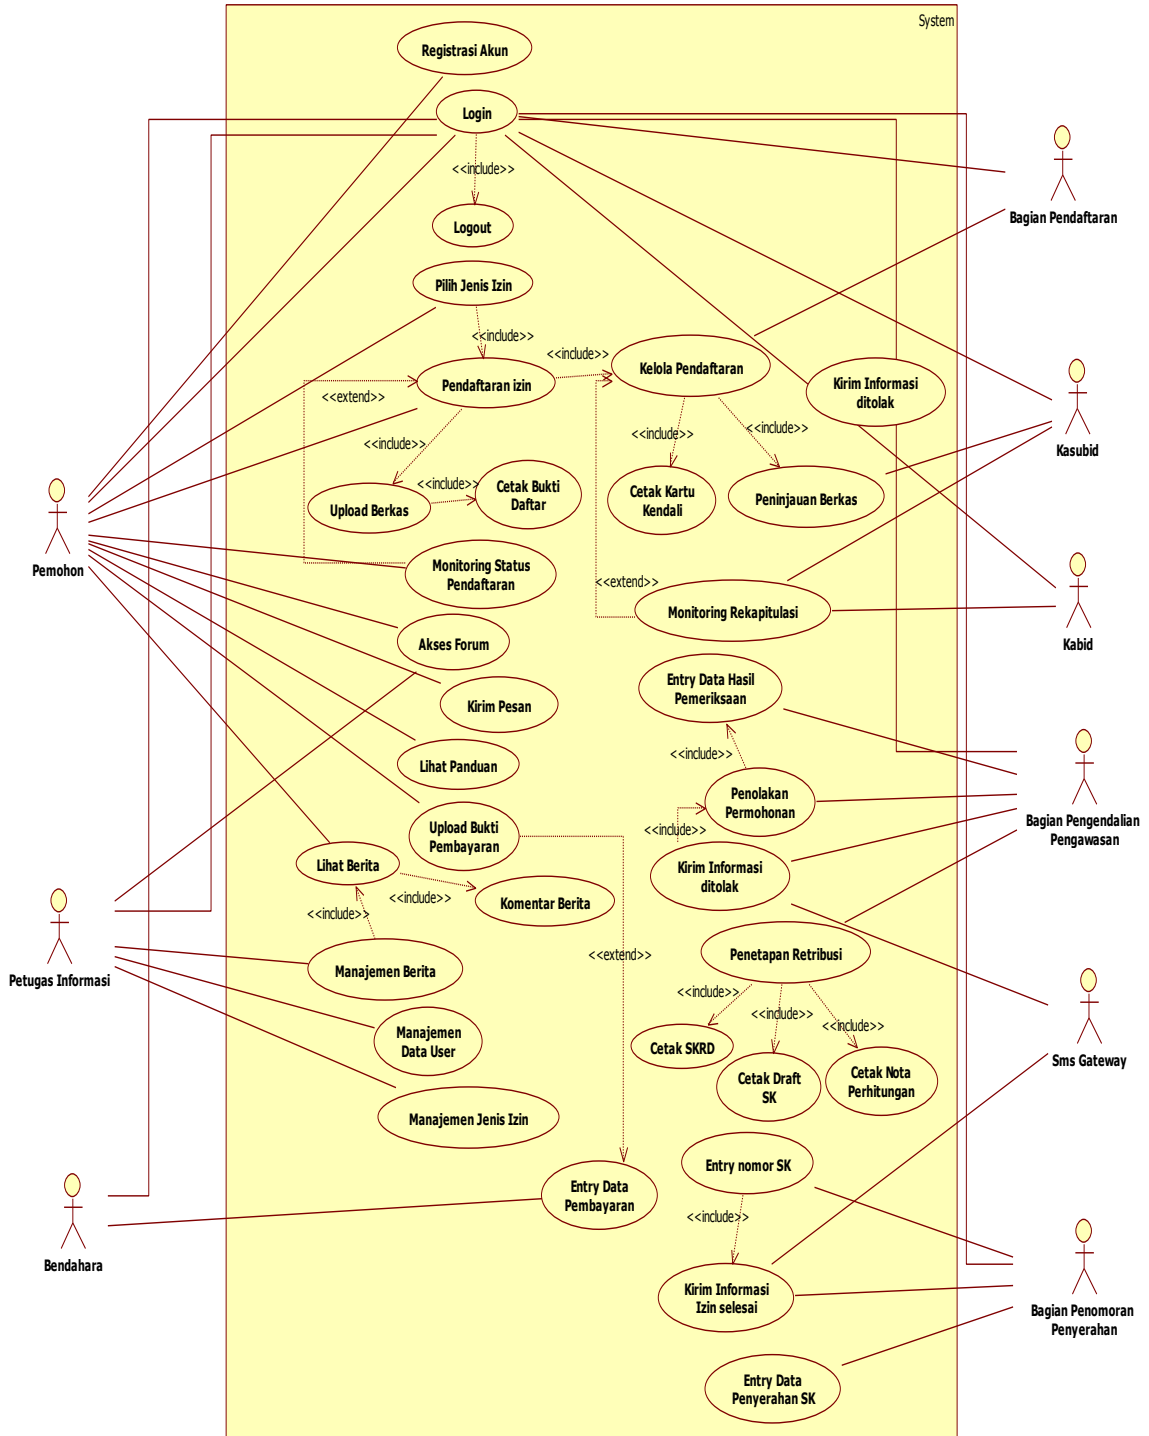 System
Registrasi Akun
Login
<<include>>
Logout
Bagian Pendaftaran
Pilih Jenis Izin
<<include>>
<<include>>
Kelola Pendaftaran
Pendaftaran izin
<<extend>>
Kirim Informasi
ditolak
Kasubid
<<include>>
<<include>>
<<include>>
<<include>>
Cetak Bukti
Daftar
Upload Berkas
Cetak Kartu
Kendali
Peninjauan Berkas
Pemohon
Monitoring Status
Pendaftaran
<<extend>>
Monitoring Rekapitulasi
Kabid
Akses Forum
Kirim Pesan
Entry Data Hasil
Pemeriksaan
Lihat Panduan
<<include>>
Penolakan
Permohonan
Bagian Pengendalian
Pengawasan
Upload Bukti
Pembayaran
<<include>>
Lihat Berita
Kirim Informasi
ditolak
<<include>>
Komentar Berita
<<include>>
Petugas Informasi
Manajemen Berita
<<extend>>
Penetapan Retribusi
<<include>>
<<include>>
<<include>>
Manajemen
Data User
Cetak SKRD
Cetak Draft
SK
Cetak Nota
Perhitungan
Sms Gateway
Manajemen Jenis Izin
Entry nomor SK
Entry Data
Pembayaran
<<include>>
Bendahara
Kirim Informasi
Izin selesai
Bagian Penomoran
Penyerahan
Entry Data
Penyerahan SK